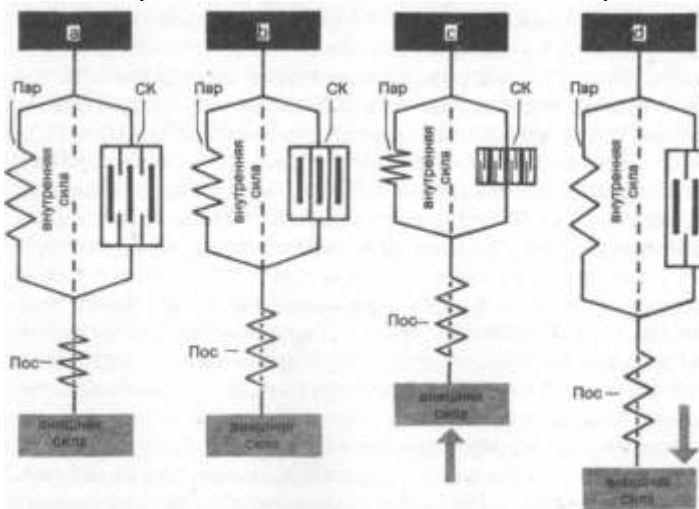 a
b
c
d
Пар
СК
внутренняя
сила
Пос
внешняя
сила
Пар
СК
внутренняя
сила
Пос
внешняя
сила
Пар
СК
внутренняя
сила
Пос
внешняя
сила
Пар
внутренняя
сила
Пос
внешняя
сила